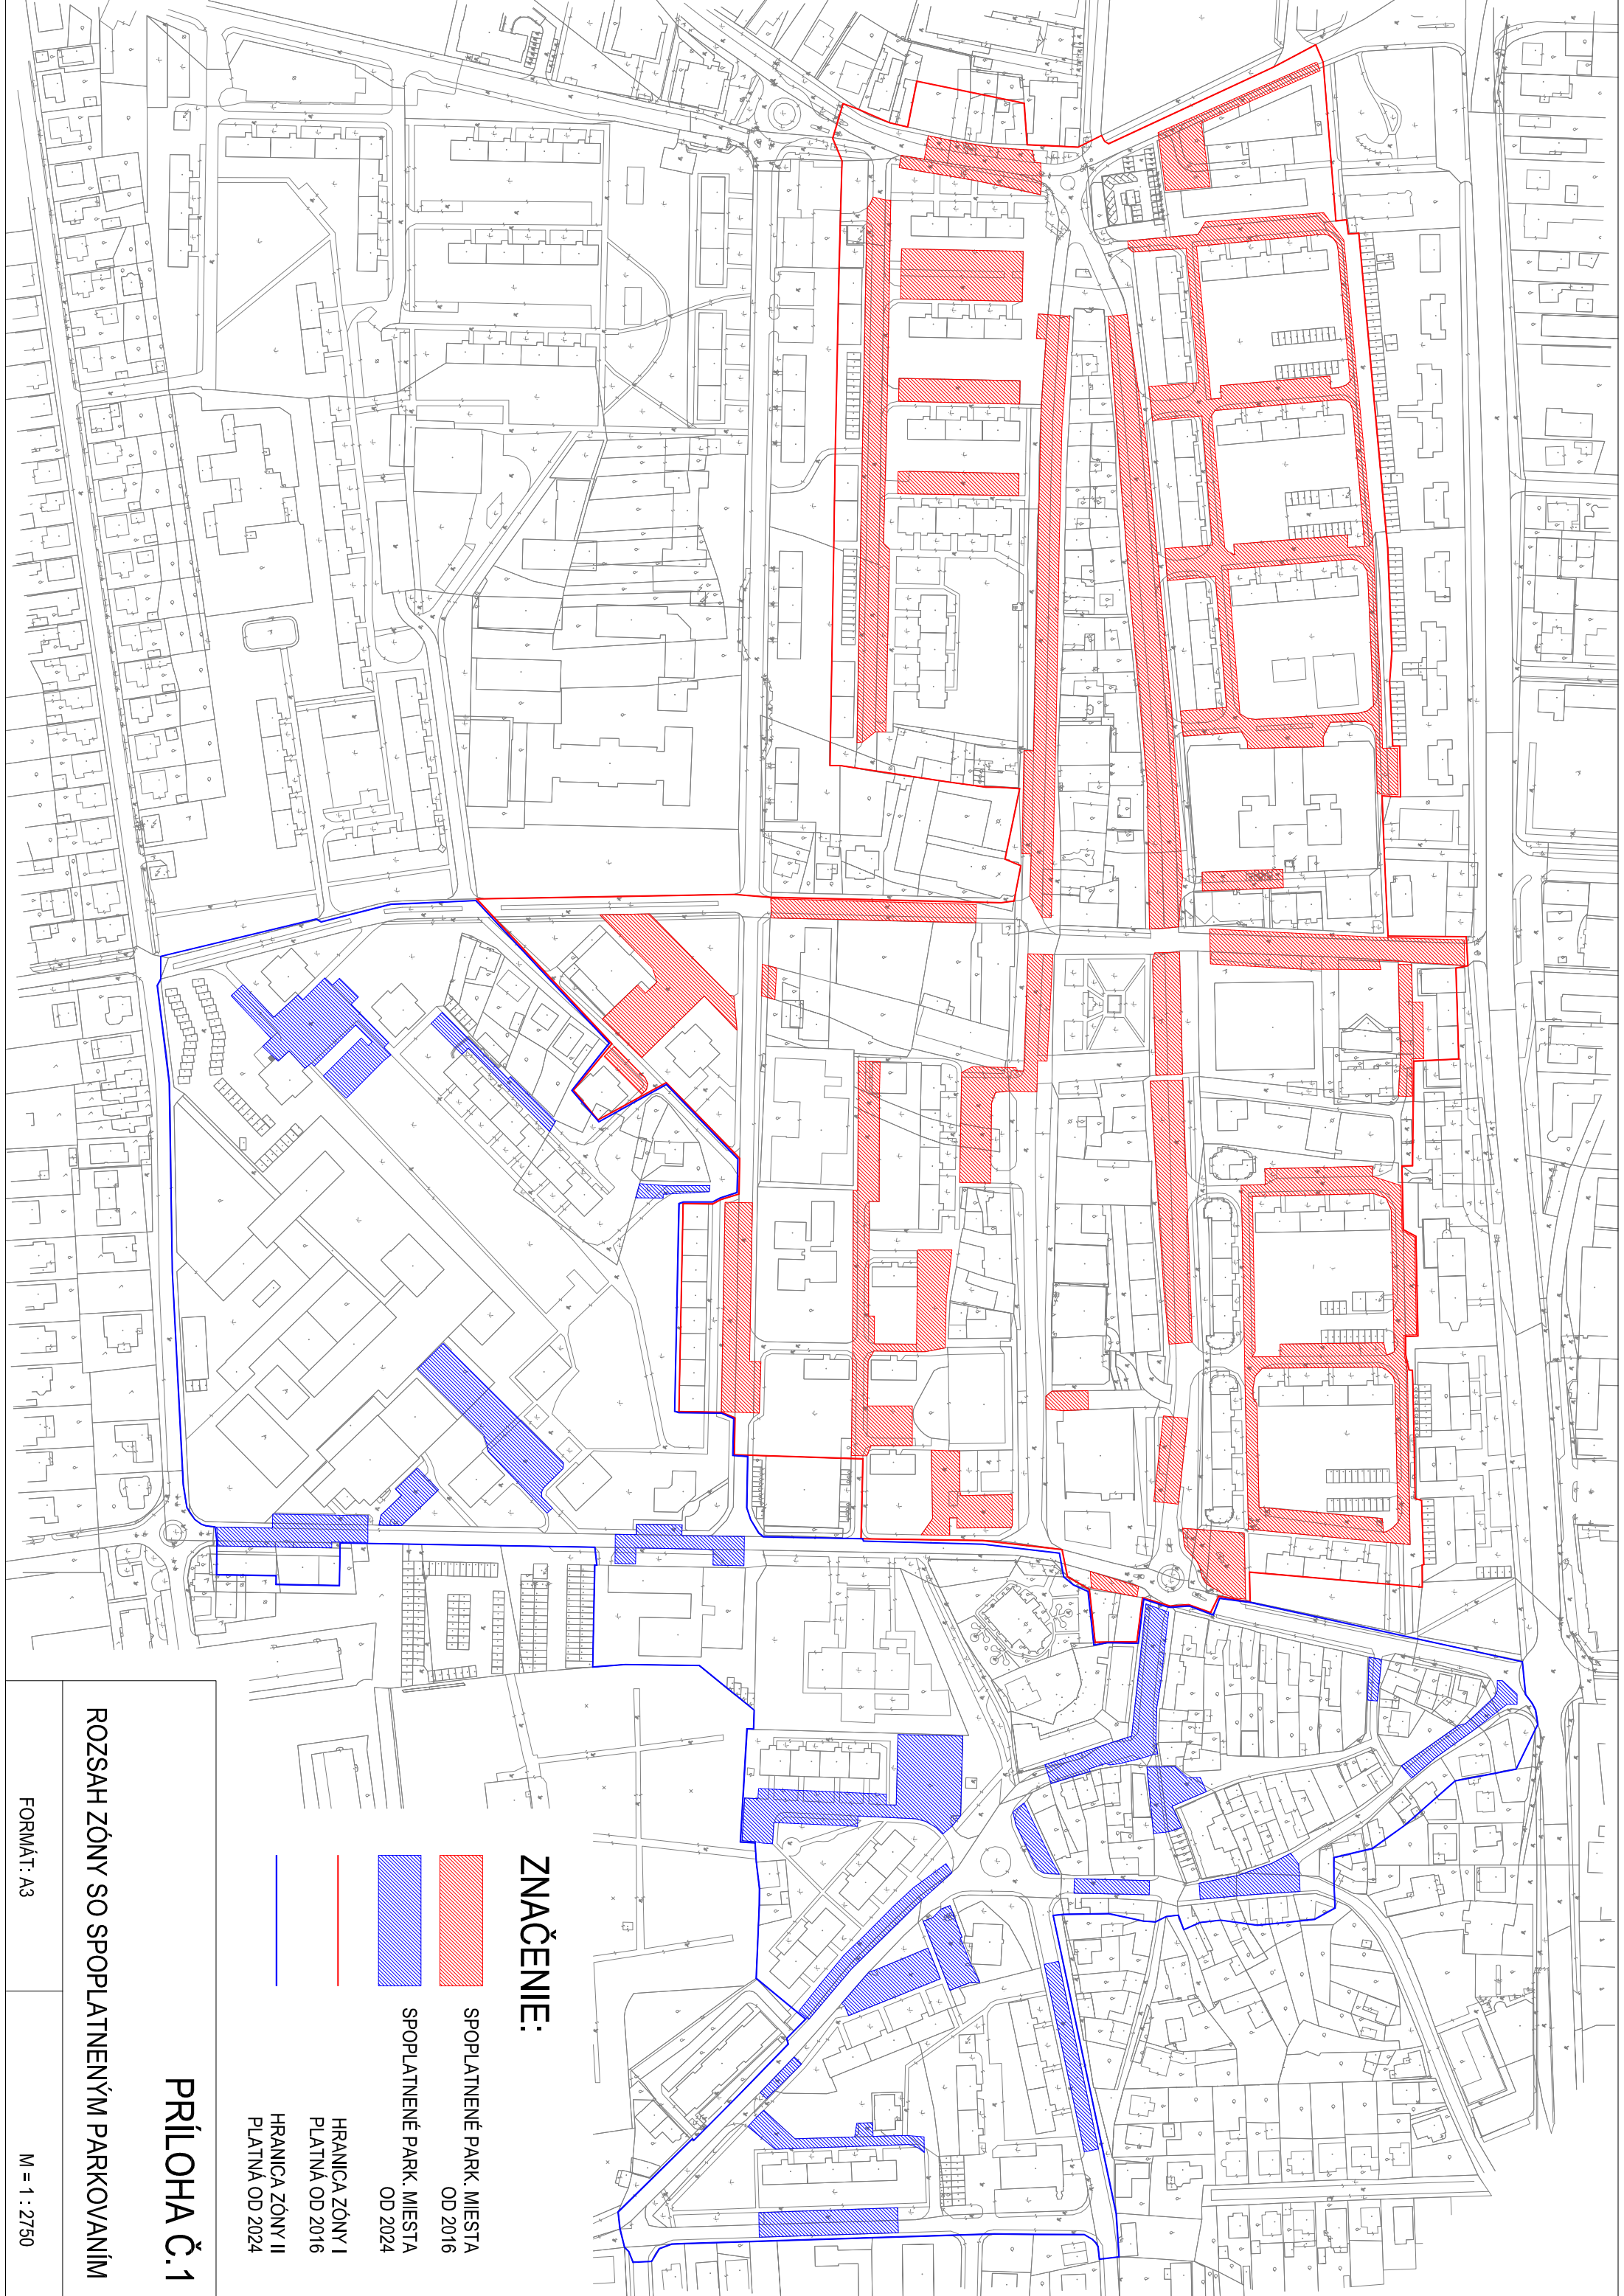 ZNAČENIE:
SPOPLATNENÉ PARK. MIESTA
OD 2016
SPOPLATNENÉ PARK. MIESTA
OD 2024
HRANICA ZÓNY I
PLATNÁ OD 2016
HRANICA ZÓNY II
PLATNÁ OD 2024
PRÍLOHA Č.1
ROZSAH ZÓNY SO SPOPLATNENÝM PARKOVANÍM
FORMÁT: A3
M = 1 : 2750